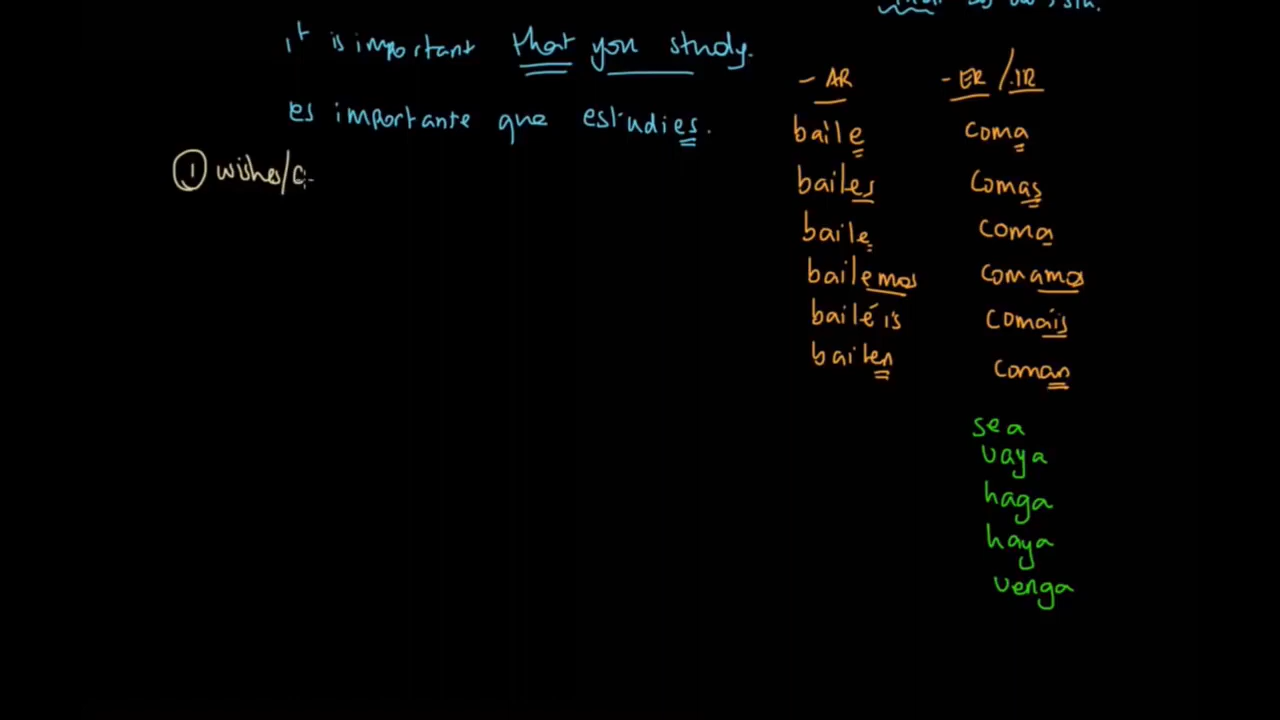 it is important that you study.
es importante que estudies.
① wishes/
- AR
baile
bailes
baile
bailemos
bailéis
bailen
- ER / .IR
coma
comas
coma
comamos
comaís
coman
sea
vaya
haga
haya
venga